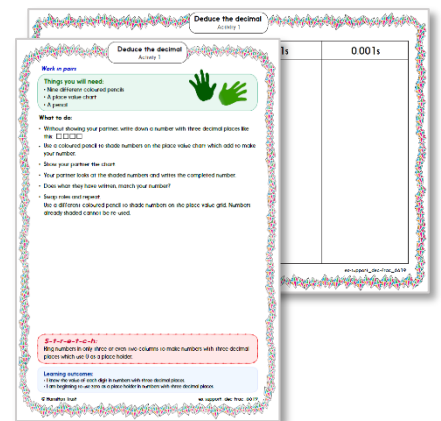 Deduce the decimal
Activity 1
1s
0.001s
ex-support_dec-frac_6619
Deduce the decimal
Activity 1
Work in pairs
Things you will need:
• Nine different coloured pencils
• A place value chart
• A pencil
What to do:
• Without showing your partner, write down a number with three decimal places like
this: □.□□□
• Use a coloured pencil to shade numbers on the place value chart which add to make
your number.
• Show your partner the chart.
• Your partner looks at the shaded numbers and writes the completed number.
• Does what they have written, match your number?
• Swap roles and repeat.
Use a different coloured pencil to shade numbers on the place value grid. Numbers
already shaded cannot be re used.
S-t-r-e-t-c-h:
Ring numbers in only three or even two columns to make numbers with three decimal
places which use 0 as a place holder.
Learning outcomes:
• I know the value of each digit in numbers with three decimal places.
• I am beginning to use zero as a place holder in numbers with three decimal places.
© Hamilton Trust
ex-support_dec-frac_6619